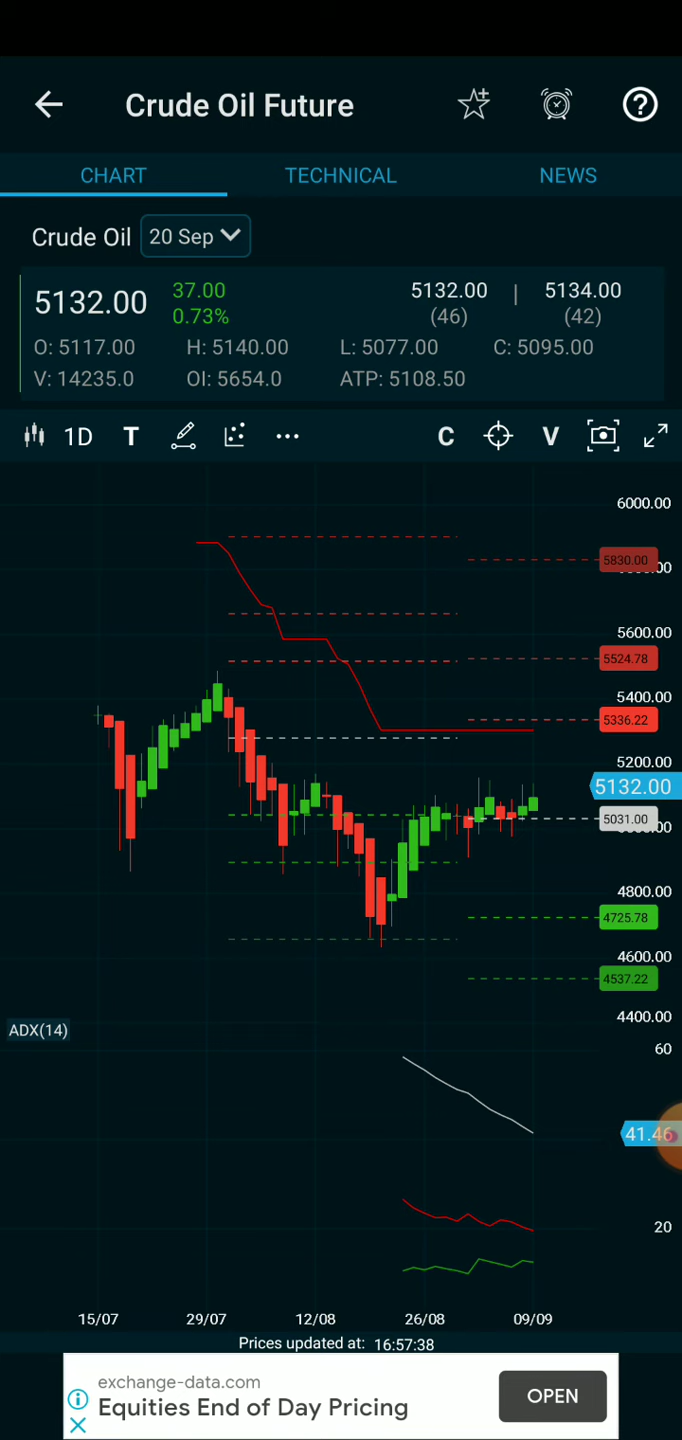 Crude Oil Future
CHART TECHNICAL NEWS
Crude Oil 20 Sep
5132.00 37.00 0.73% 5132.00 (46) | 5134.00 (42)
O: 5117.00 H: 5140.00 L: 5077.00 C: 5095.00
V: 14235.0 OI: 5654.0 ATP: 5108.50
1D T C V
6000.00
5830.00
5600.00
5524.78
5400.00
5336.22
5200.00
5132.00
5031.00
4800.00
4725.78
4600.00
4537.22
4400.00
ADX(14)
60
41.46
20
15/07 29/07 12/08 26/08 09/09
Prices updated at: 16:57:38
exchange-data.com
Equities End of Day Pricing
OPEN